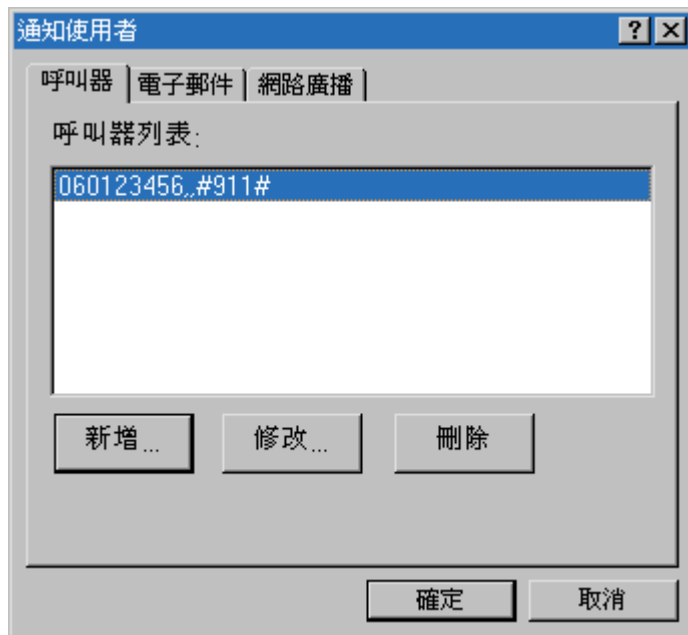 通知使用者
呼叫器 電子郵件 網路廣播
呼叫器列表:
060123456,,#911#
新增... 修改... 刪除
確定 取消